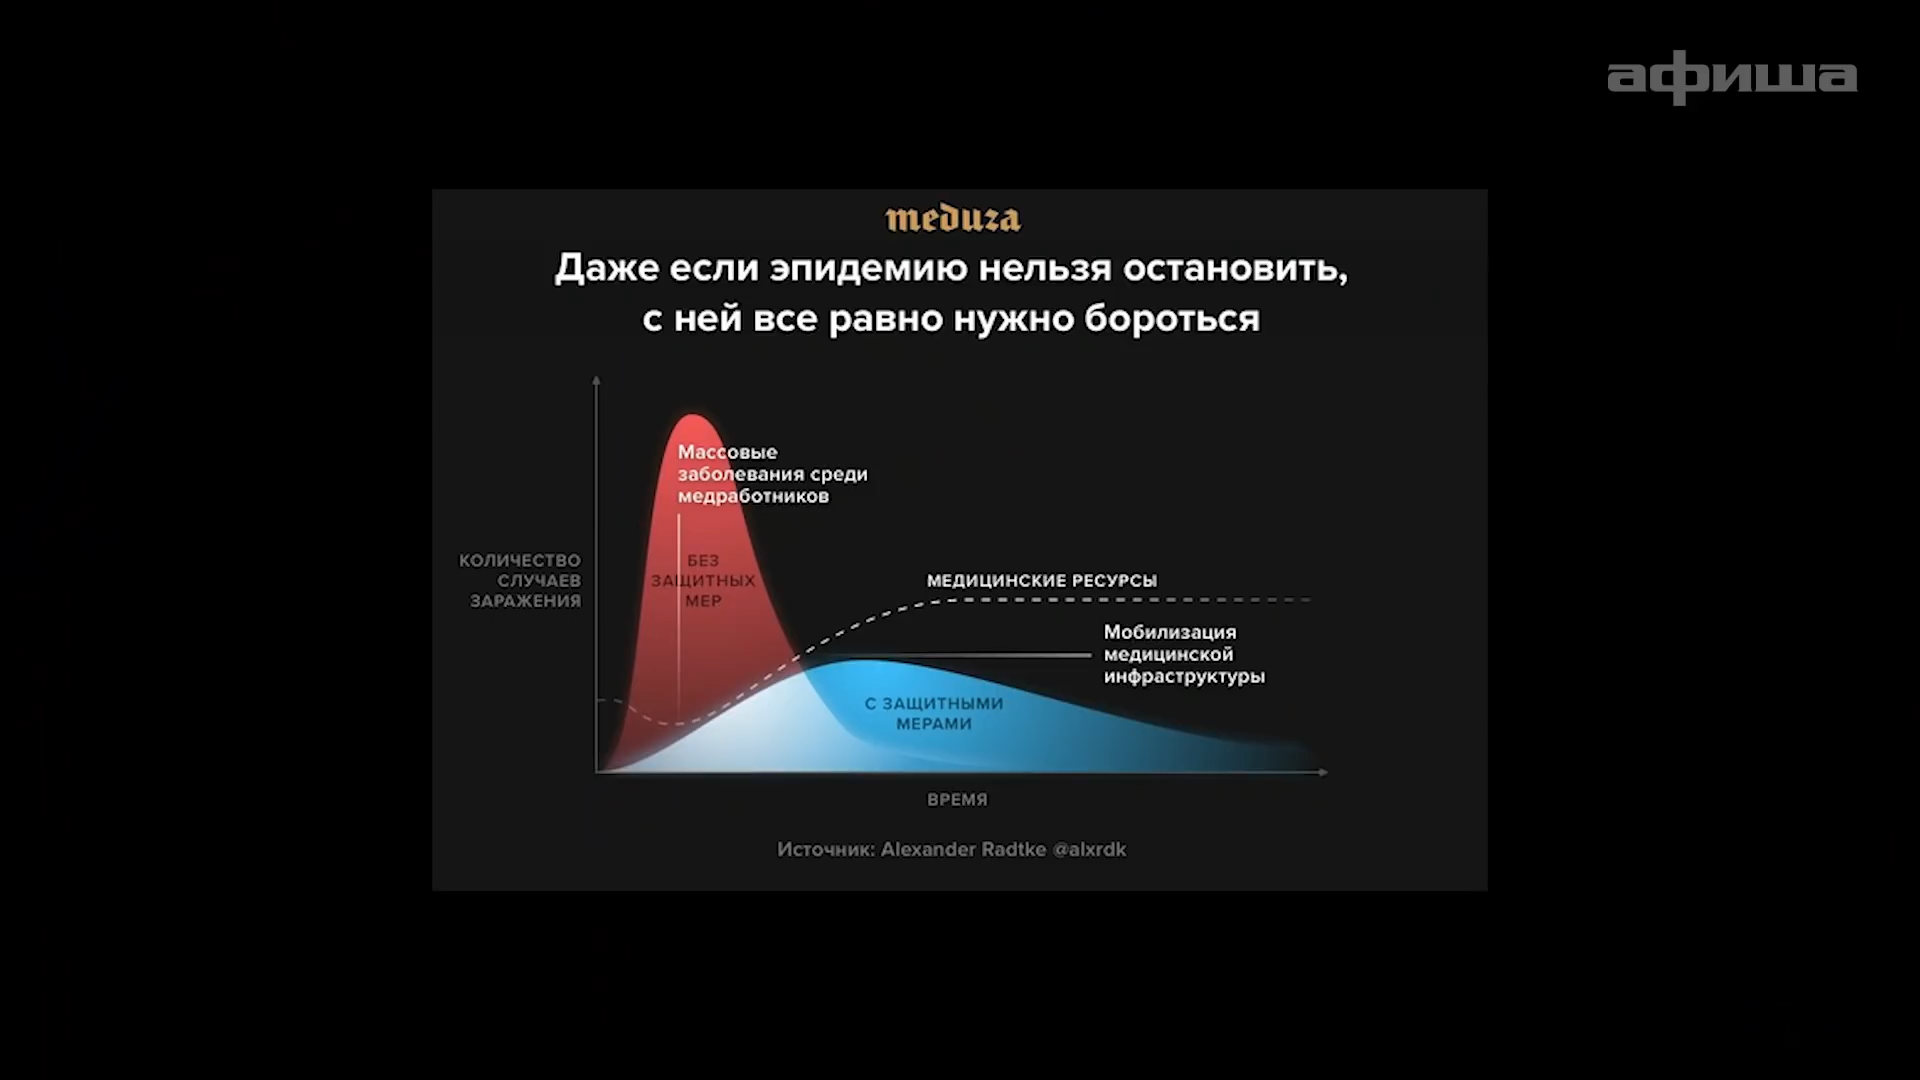 афиша
meduza
Даже если эпидемию нельзя остановить,
с ней все равно нужно бороться
Массовые
заболевания среди
медработников
КОЛИЧЕСТВО
СЛУЧАЕВ
ЗАРАЖЕНИЯ
БЕЗ
ЗАЩИТНЫХ
МЕР
МЕДИЦИНСКИЕ РЕСУРСЫ
Мобилизация
медицинской
инфраструктуры
С ЗАЩИТНЫМИ
МЕРАМИ
ВРЕМЯ
Источник: Alexander Radtke @alxrdk